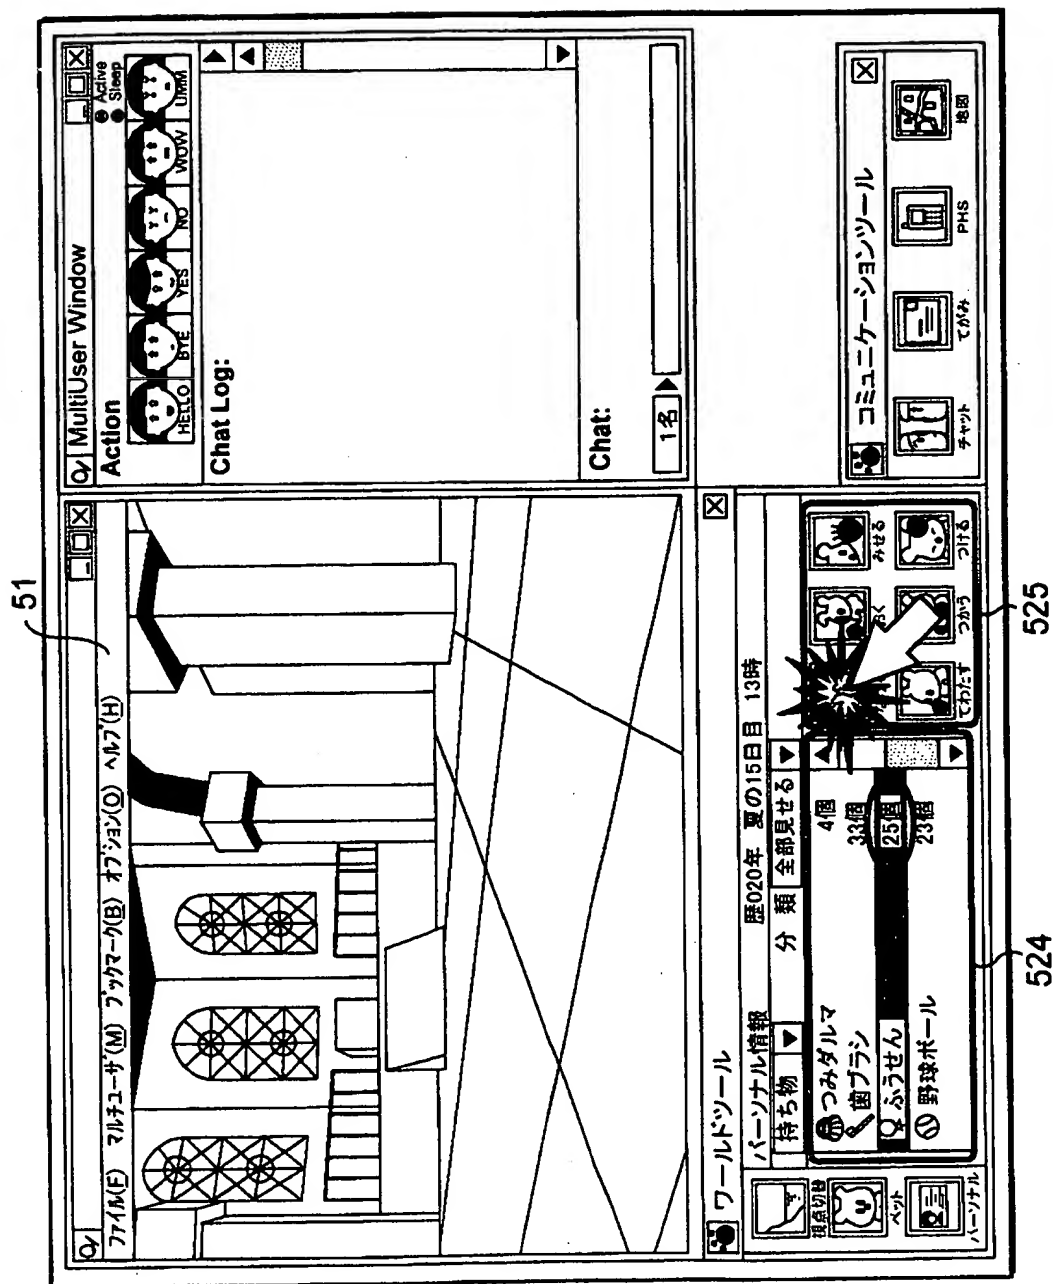 51
ファイル(F) マルチユーザ(M) ブックマーク(B) オプション(O) ヘルプ(H)
MultiUser Window
Action
Active
Sleep
HELLO BYE YES NO WOW UMM
Chat Log:
Chat:
1名
ワールドツール
視点切替
ペット
パーソナル
パーソナル情報 歴020年 夏の15日目 13時
持ち物 分類 全部見せる
つみダルマ 4個
歯ブラシ 33個
ふうせん 25個
野球ボール 23個
みせる
てわたす つかう つける
524
525
コミュニケーションツール
チャット てがみ PHS 地図